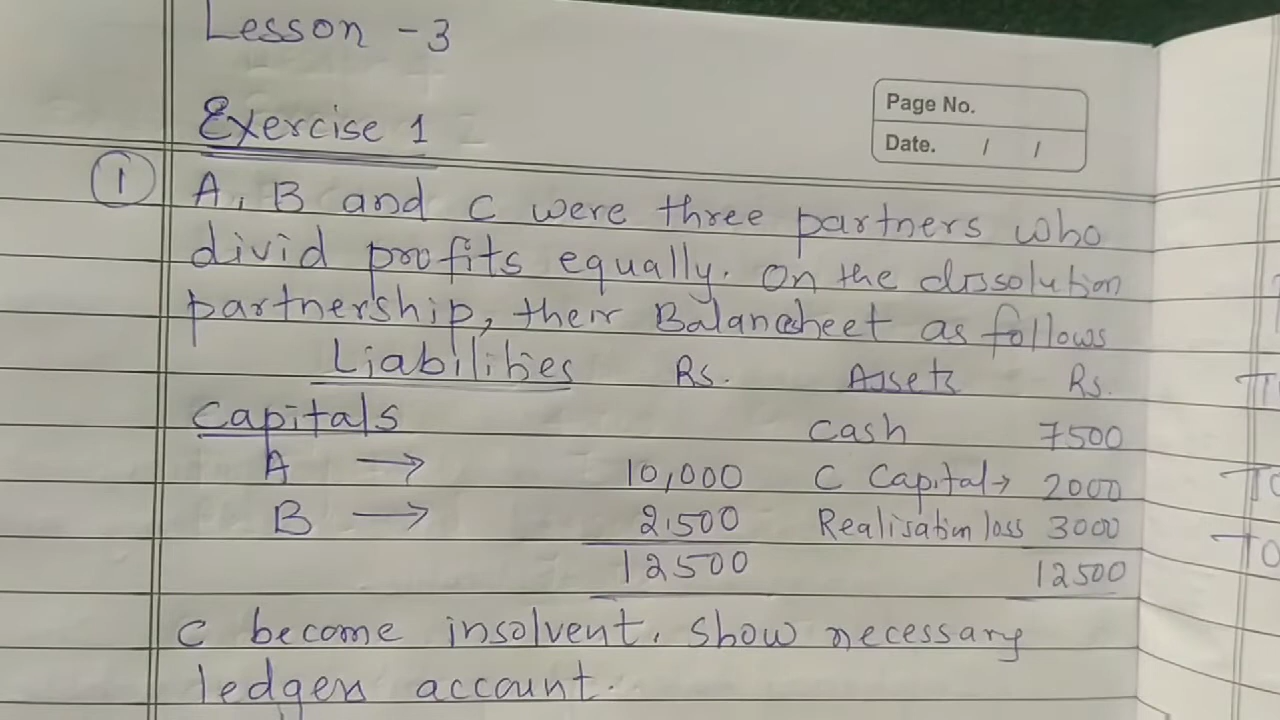 Lesson -3
Page No.
Date. / /
Exercise 1
① A, B and C were three partners who
divid profits equally. On the dissolution
partnership, their Balancesheet as follows
Liabilities Rs. Assets Rs.
Capitals Cash 7500
A → 10,000 C Capital → 2000
B → 2,500 Realisation loss 3000
12500 12500
C become insolvent. Show necessary
ledgers account.